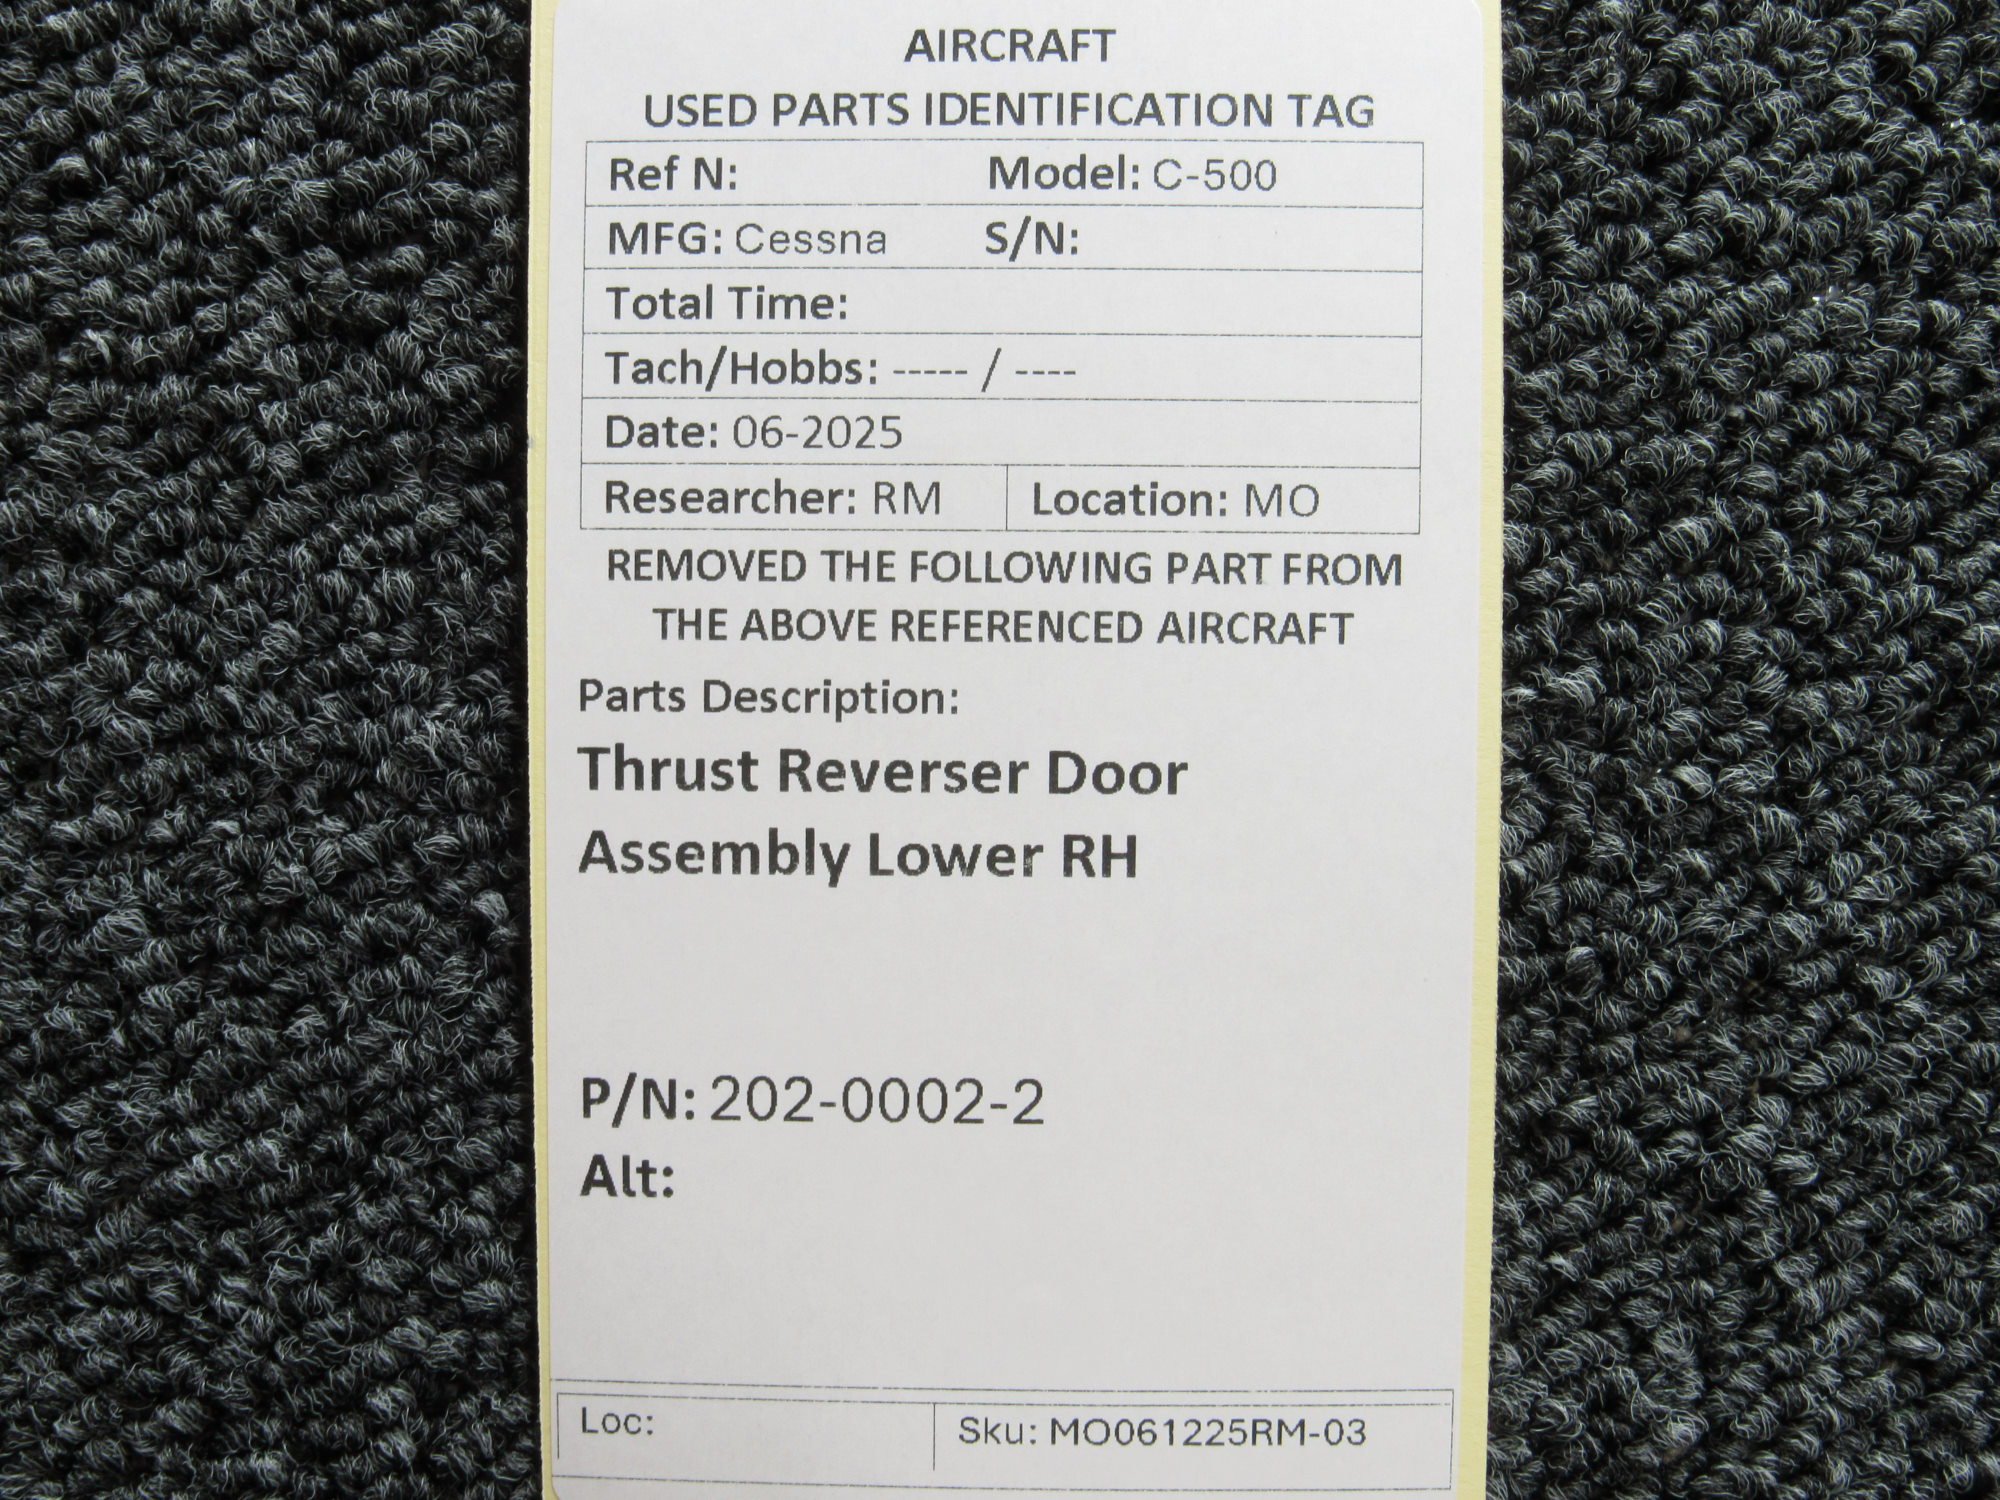 AIRCRAFT
USED PARTS IDENTIFICATION TAG
Ref N: Model: C-500
MFG: Cessna S/N:
Total Time:
Tach/Hobbs: ----- / ----
Date: 06-2025
Researcher: RM Location: MO
REMOVED THE FOLLOWING PART FROM
THE ABOVE REFERENCED AIRCRAFT
Parts Description:
Thrust Reverser Door
Assembly Lower RH
P/N: 202-0002-2
Alt:
Loc: Sku: MO061225RM-03